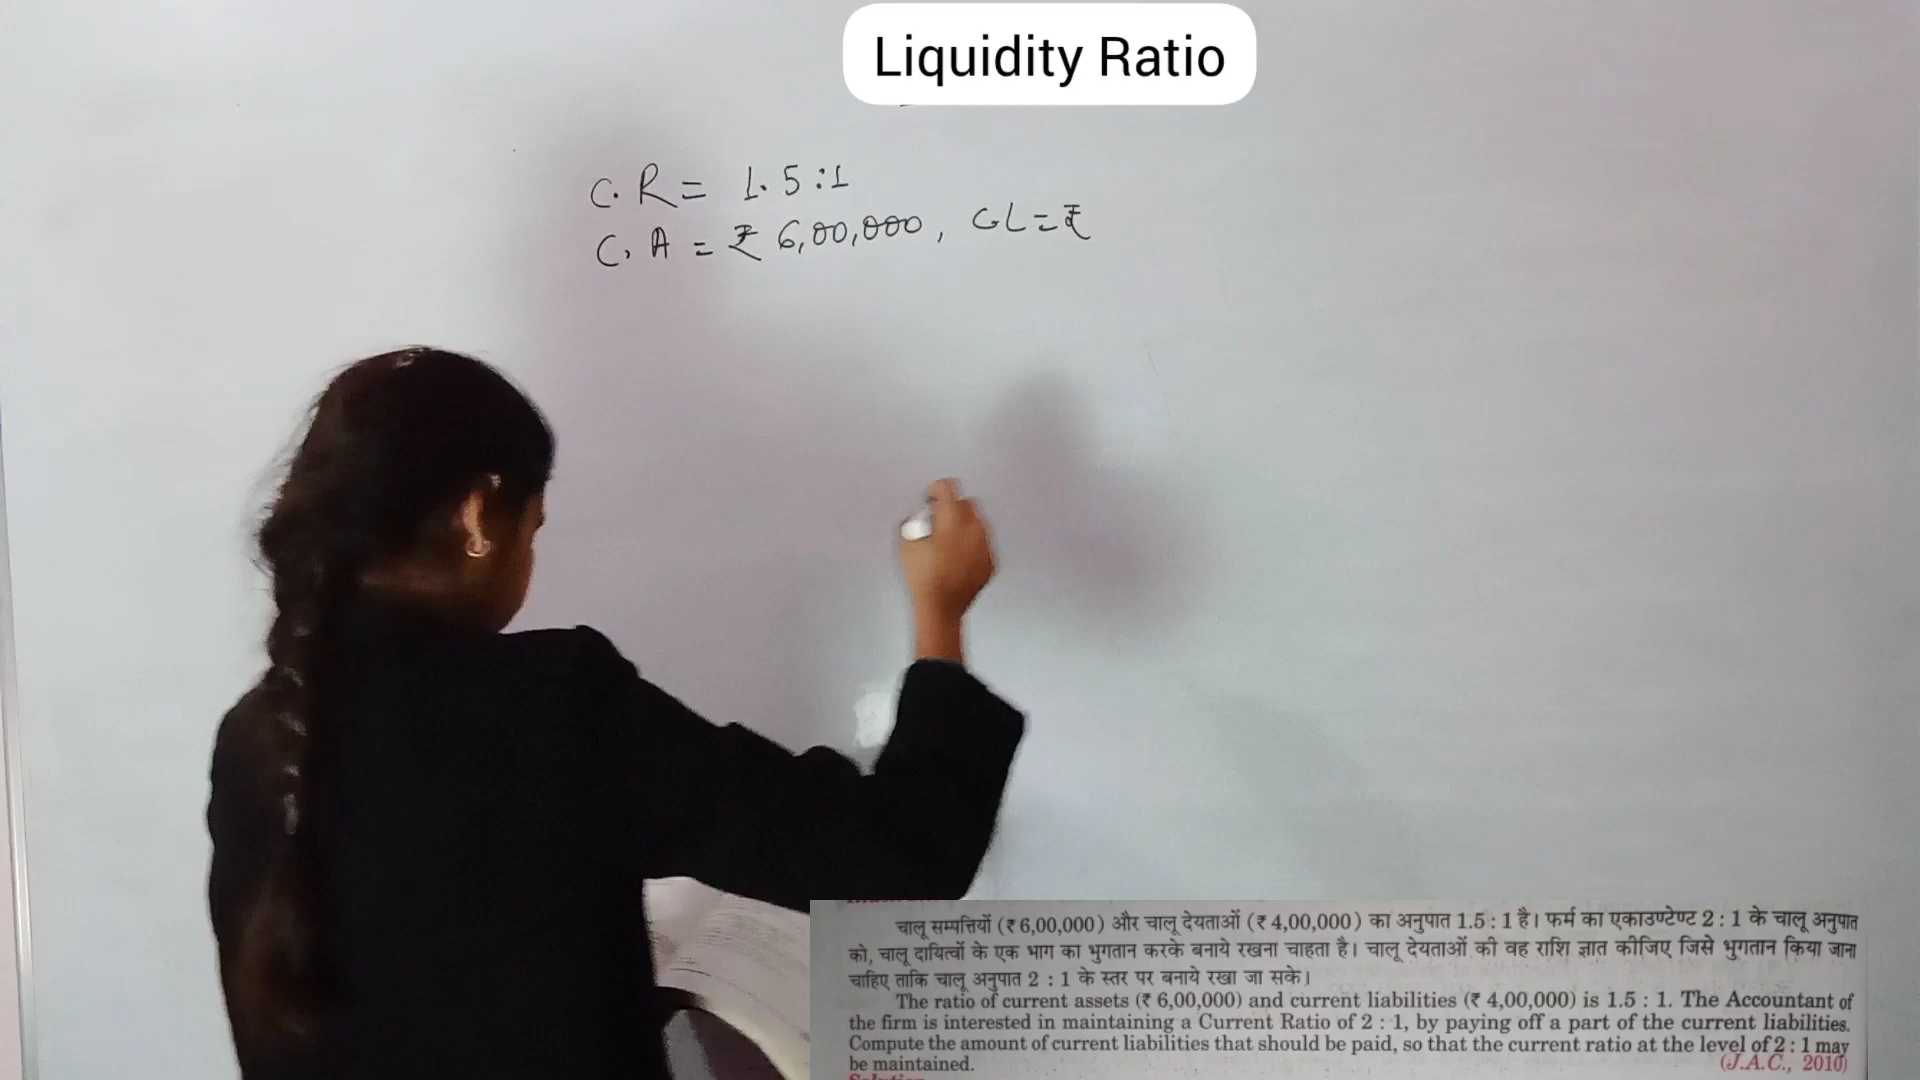 Liquidity Ratio
C.R = 1.5:1
C.A = ₹ 6,00,000, CL=₹
चालू सम्पत्तियों (₹ 6,00,000) और चालू देयताओं (₹ 4,00,000) का अनुपात 1.5 : 1 है। फर्म का एकाउण्टेण्ट 2 : 1 के चालू अनुपात
को, चालू दायित्वों के एक भाग का भुगतान करके बनाये रखना चाहता है। चालू देयताओं की वह राशि ज्ञात कीजिए जिसे भुगतान किया जाना
चाहिए ताकि चालू अनुपात 2 : 1 के स्तर पर बनाये रखा जा सके।
The ratio of current assets (₹ 6,00,000) and current liabilities (₹ 4,00,000) is 1.5 : 1. The Accountant of
the firm is interested in maintaining a Current Ratio of 2 : 1, by paying off a part of the current liabilities.
Compute the amount of current liabilities that should be paid, so that the current ratio at the level of 2 : 1 may
be maintained. (J.A.C., 2010)